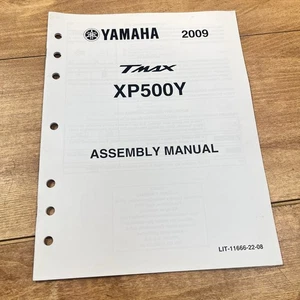 YAMAHA 2009
TMAX
XP500Y
ASSEMBLY MANUAL
LIT-11666-22-08